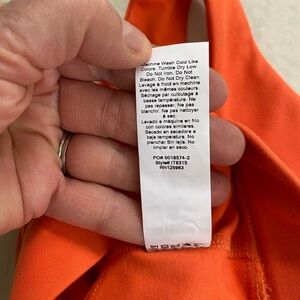 Machine Wash Cold Like
Colors. Tumble Dry Low.
Do Not Iron. Do Not
Bleach. Do Not Dry Clean
Lavage à froid en machine
avec les mêmes couleurs.
Séchage par culbutage à
basse température. Ne
pas repasser. Ne pas
blanchir. Ne pas nettoyer
à sec.
Lavado a máquina en frio
con colores similares.
Secado en secadora a
baja temperatura. No
planchar. Sin lejía. No
limpiar en seco.
PO# 0018574-2
Style# IT8315
RN125963